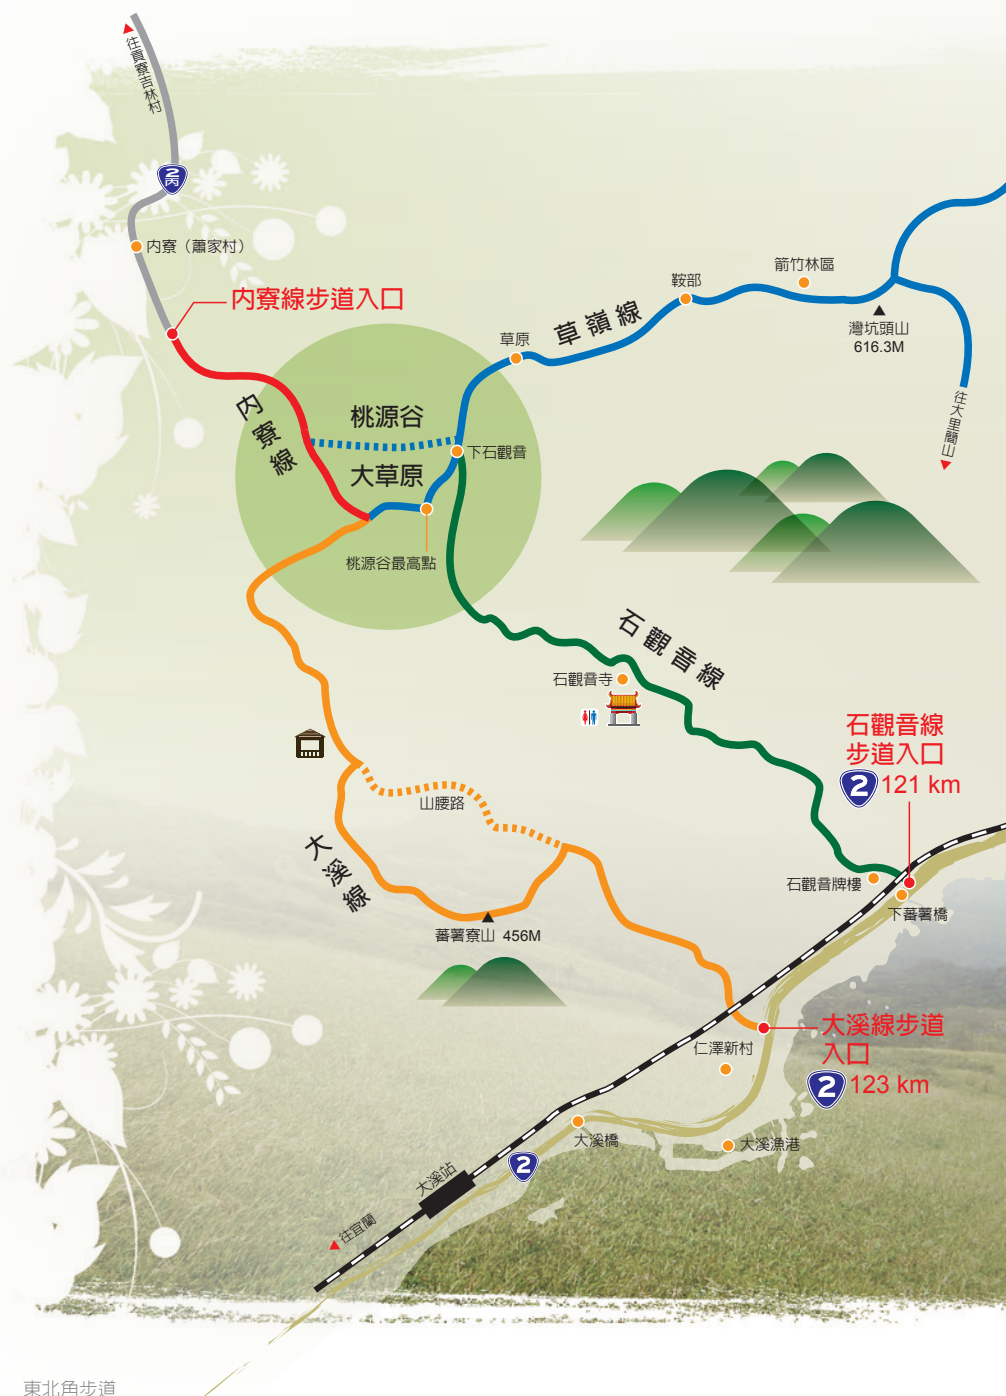 往貢寮吉林村
2丙
内寮（蕭家村）
内寮線步道入口
箭竹林區
鞍部
草嶺線
草原
灣坑頭山
616.3M
往大里簡山
内寮線
桃源谷
大草原
下石觀音
桃源谷最高點
石觀音線
石觀音寺
石觀音線
步道入口
2 121 km
山腰路
大溪線
石觀音牌樓
下蕃薯橋
蕃薯寮山 456M
大溪線步道
入口
2 123 km
仁澤新村
大溪橋
大溪漁港
2
大溪站
往宜蘭
東北角步道